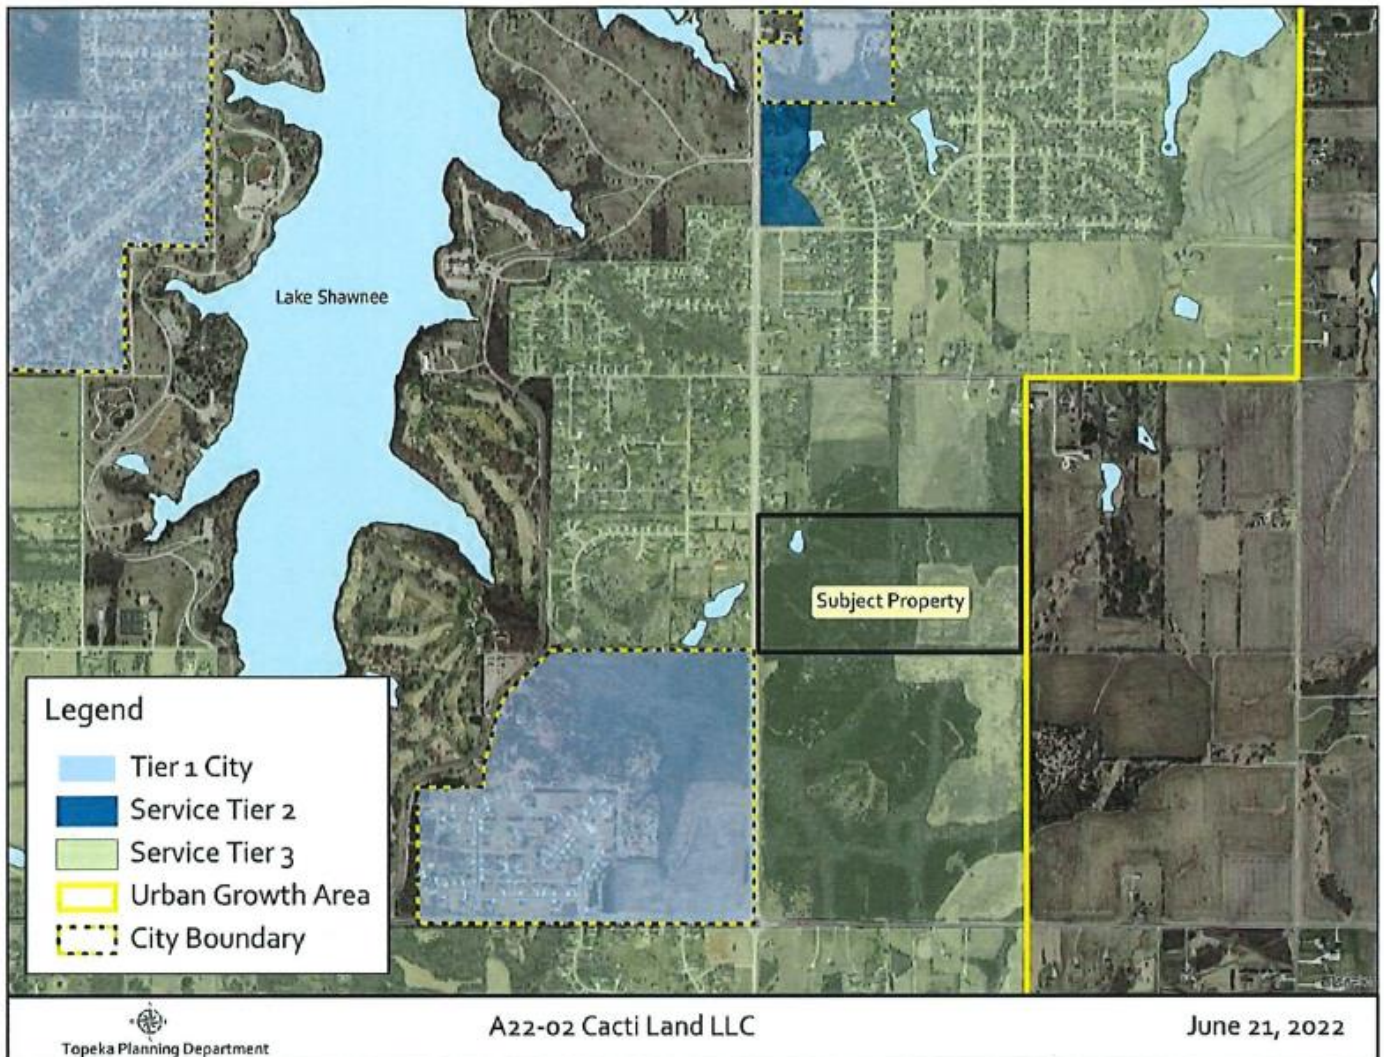 Lake Shawnee
Subject Property
Legend
Tier 1 City
Service Tier 2
Service Tier 3
Urban Growth Area
City Boundary
A22-02 Cacti Land LLC
June 21, 2022
Topeka Planning Department